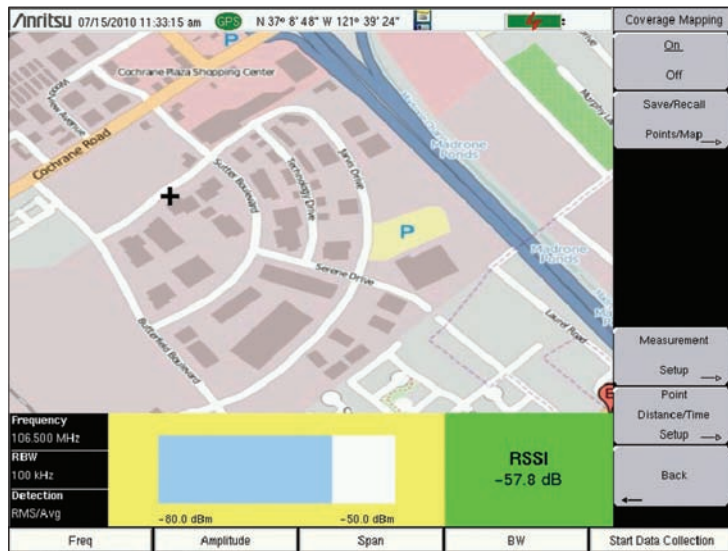 Anritsu 07/15/2010 11:33:15 am GPS N 37° 8' 48" W 121° 39' 24"
Coverage Mapping
On
Off
Save/Recall
Points/Map
Measurement
Setup
Point
Distance/Time
Setup
Back
P
Cochrane Plaza Shopping Center
Cochrane Road
Sutter Boulevard
Technology Drive
Jarvis Drive
Madrone
Ponds
Murphy
P
Serene Drive
Madrone
Ponds
Laurel Road
Butterfield Boulevard
Frequency
106.500 MHz
RBW
100 kHz
Detection
RMS/Avg
-80.0 dBm
-50.0 dBm
RSSI
-57.8 dB
Freq
Amplitude
Span
BW
Start Data Collection